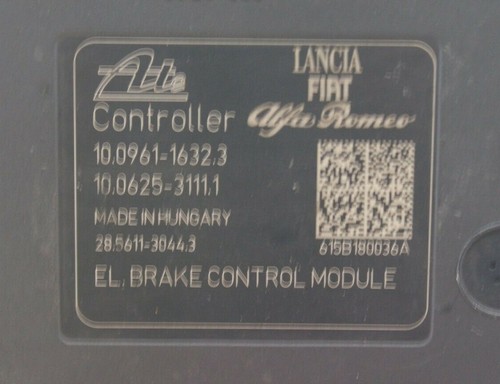 Ate
LANCIA
FIAT
Alfa Romeo
Controller
10.0961-1632.3
10.0625-3111.1
MADE IN HUNGARY
28.5611-3044.3
615B180036A
EL. BRAKE CONTROL MODULE